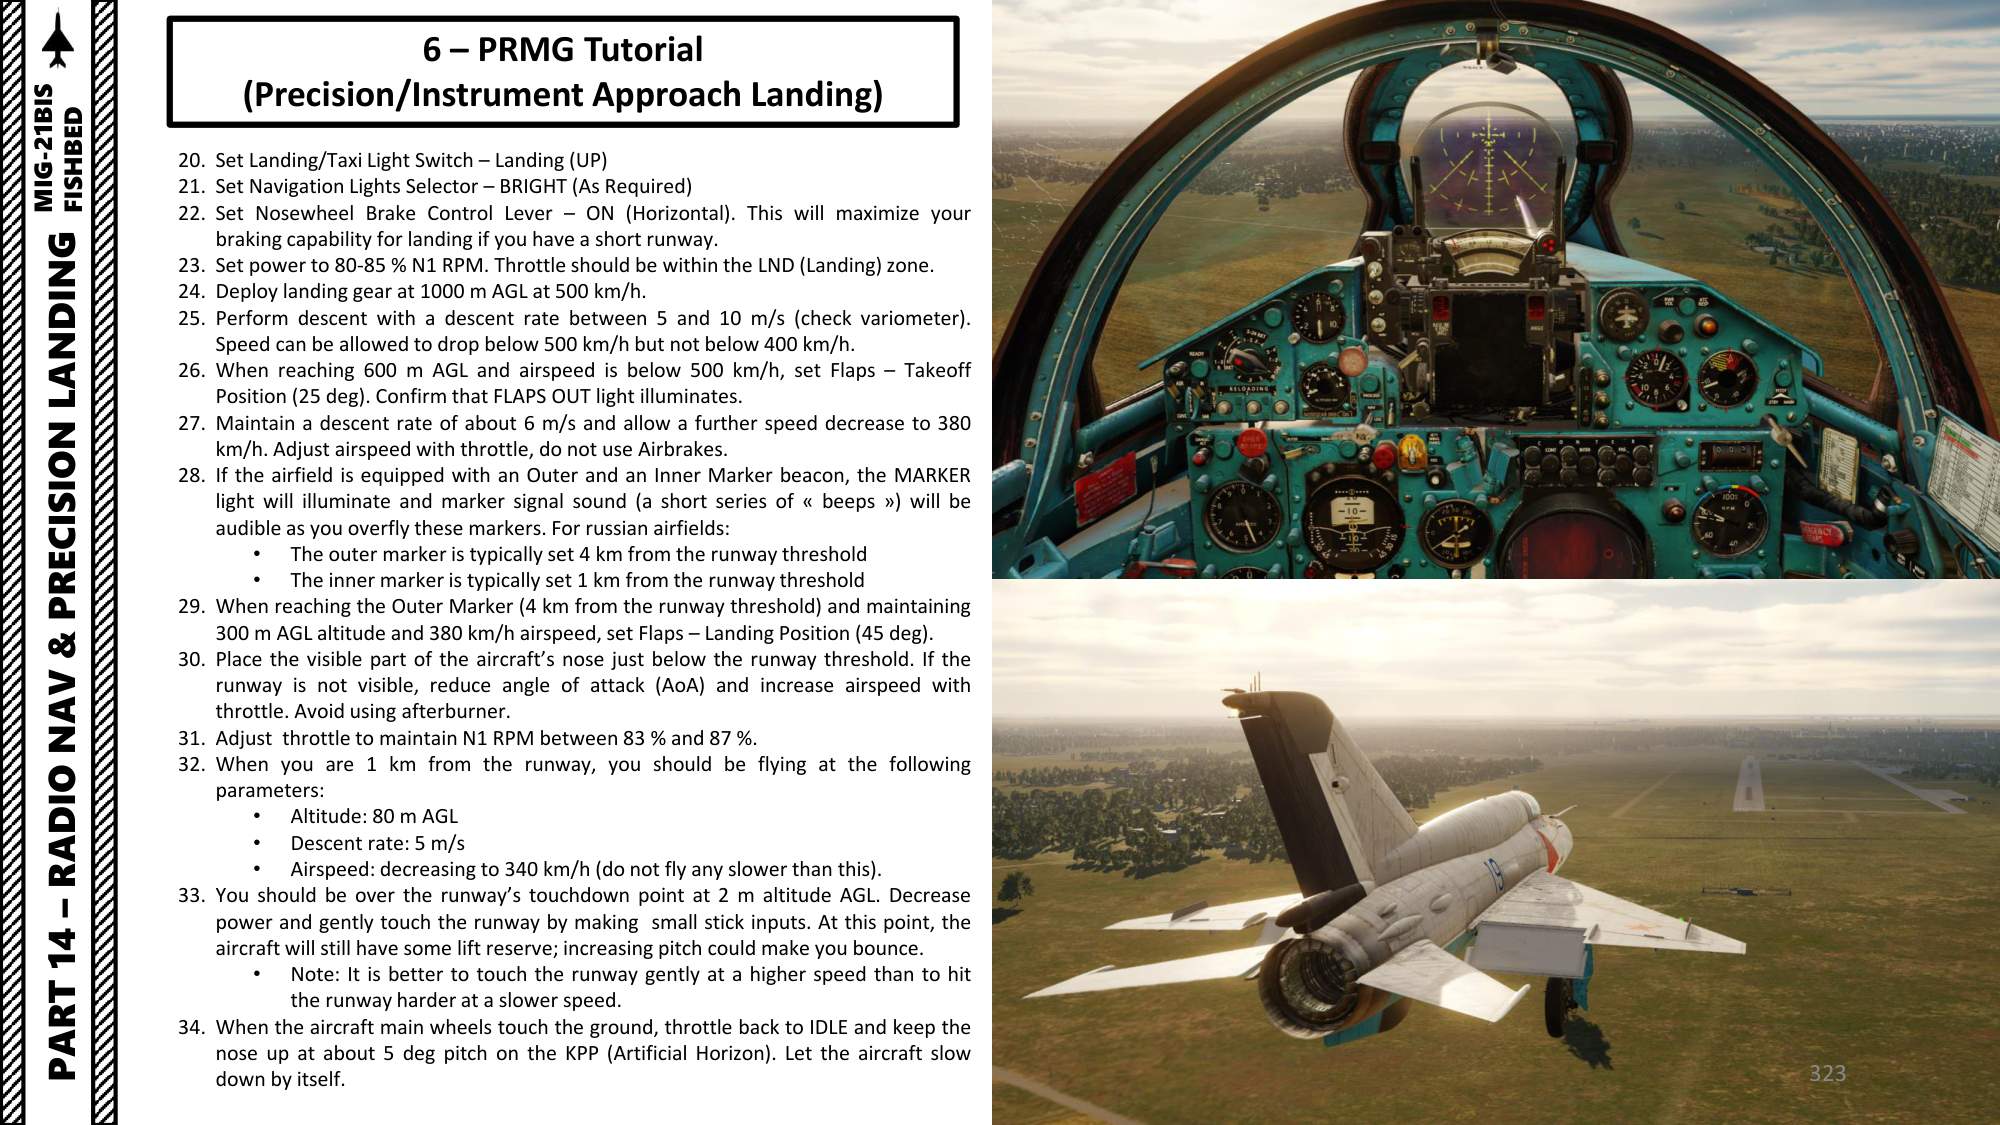 MIG-21BIS
FISHBED
PART 14 – RADIO NAV & PRECISION LANDING
6 – PRMG Tutorial
(Precision/Instrument Approach Landing)
20. Set Landing/Taxi Light Switch – Landing (UP)
21. Set Navigation Lights Selector – BRIGHT (As Required)
22. Set Nosewheel Brake Control Lever – ON (Horizontal). This will maximize your
braking capability for landing if you have a short runway.
23. Set power to 80-85 % N1 RPM. Throttle should be within the LND (Landing) zone.
24. Deploy landing gear at 1000 m AGL at 500 km/h.
25. Perform descent with a descent rate between 5 and 10 m/s (check variometer).
Speed can be allowed to drop below 500 km/h but not below 400 km/h.
26. When reaching 600 m AGL and airspeed is below 500 km/h, set Flaps – Takeoff
Position (25 deg). Confirm that FLAPS OUT light illuminates.
27. Maintain a descent rate of about 6 m/s and allow a further speed decrease to 380
km/h. Adjust airspeed with throttle, do not use Airbrakes.
28. If the airfield is equipped with an Outer and an Inner Marker beacon, the MARKER
light will illuminate and marker signal sound (a short series of « beeps ») will be
audible as you overfly these markers. For russian airfields:
• The outer marker is typically set 4 km from the runway threshold
• The inner marker is typically set 1 km from the runway threshold
29. When reaching the Outer Marker (4 km from the runway threshold) and maintaining
300 m AGL altitude and 380 km/h airspeed, set Flaps – Landing Position (45 deg).
30. Place the visible part of the aircraft’s nose just below the runway threshold. If the
runway is not visible, reduce angle of attack (AoA) and increase airspeed with
throttle. Avoid using afterburner.
31. Adjust throttle to maintain N1 RPM between 83 % and 87 %.
32. When you are 1 km from the runway, you should be flying at the following
parameters:
• Altitude: 80 m AGL
• Descent rate: 5 m/s
• Airspeed: decreasing to 340 km/h (do not fly any slower than this).
33. You should be over the runway’s touchdown point at 2 m altitude AGL. Decrease
power and gently touch the runway by making small stick inputs. At this point, the
aircraft will still have some lift reserve; increasing pitch could make you bounce.
• Note: It is better to touch the runway gently at a higher speed than to hit
the runway harder at a slower speed.
34. When the aircraft main wheels touch the ground, throttle back to IDLE and keep the
nose up at about 5 deg pitch on the KPP (Artificial Horizon). Let the aircraft slow
down by itself.
RELOADING
19
323